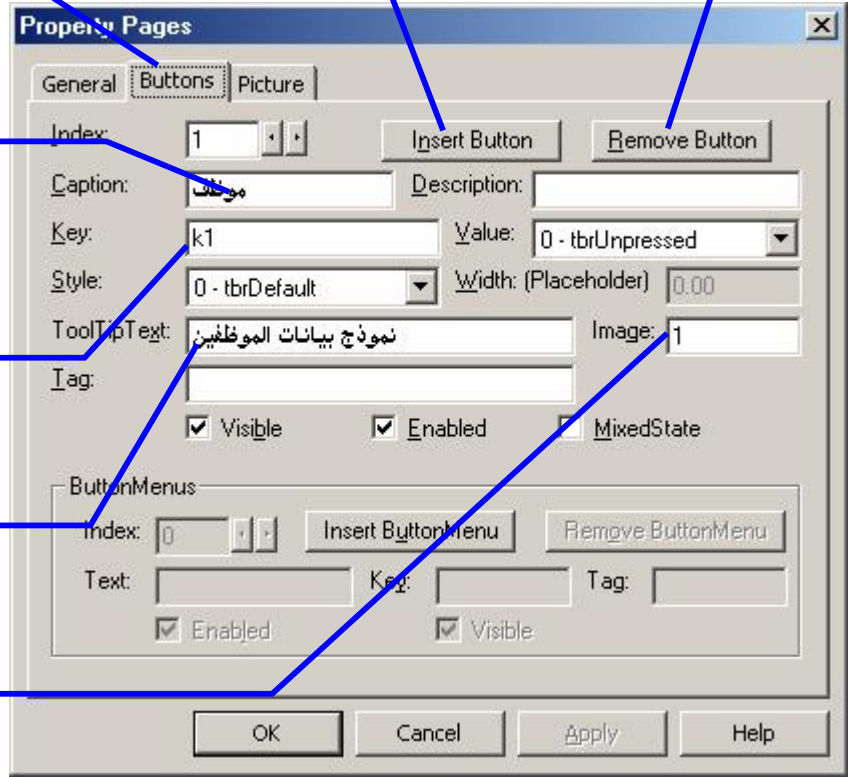 Property Pages
General Buttons Picture
Index: 1 Insert Button Remove Button
Caption: موظف Description:
Key: k1 Value: 0 - tbrUnpressed
Style: 0 - tbrDefault Width: (Placeholder) 0.00
ToolTipText: نموذج بيانات الموظفين Image: 1
Tag:
Visible Enabled MixedState
ButtonMenus
Index: 0 Insert ButtonMenu Remove ButtonMenu
Text: Key: Tag:
Enabled Visible
OK Cancel Apply Help